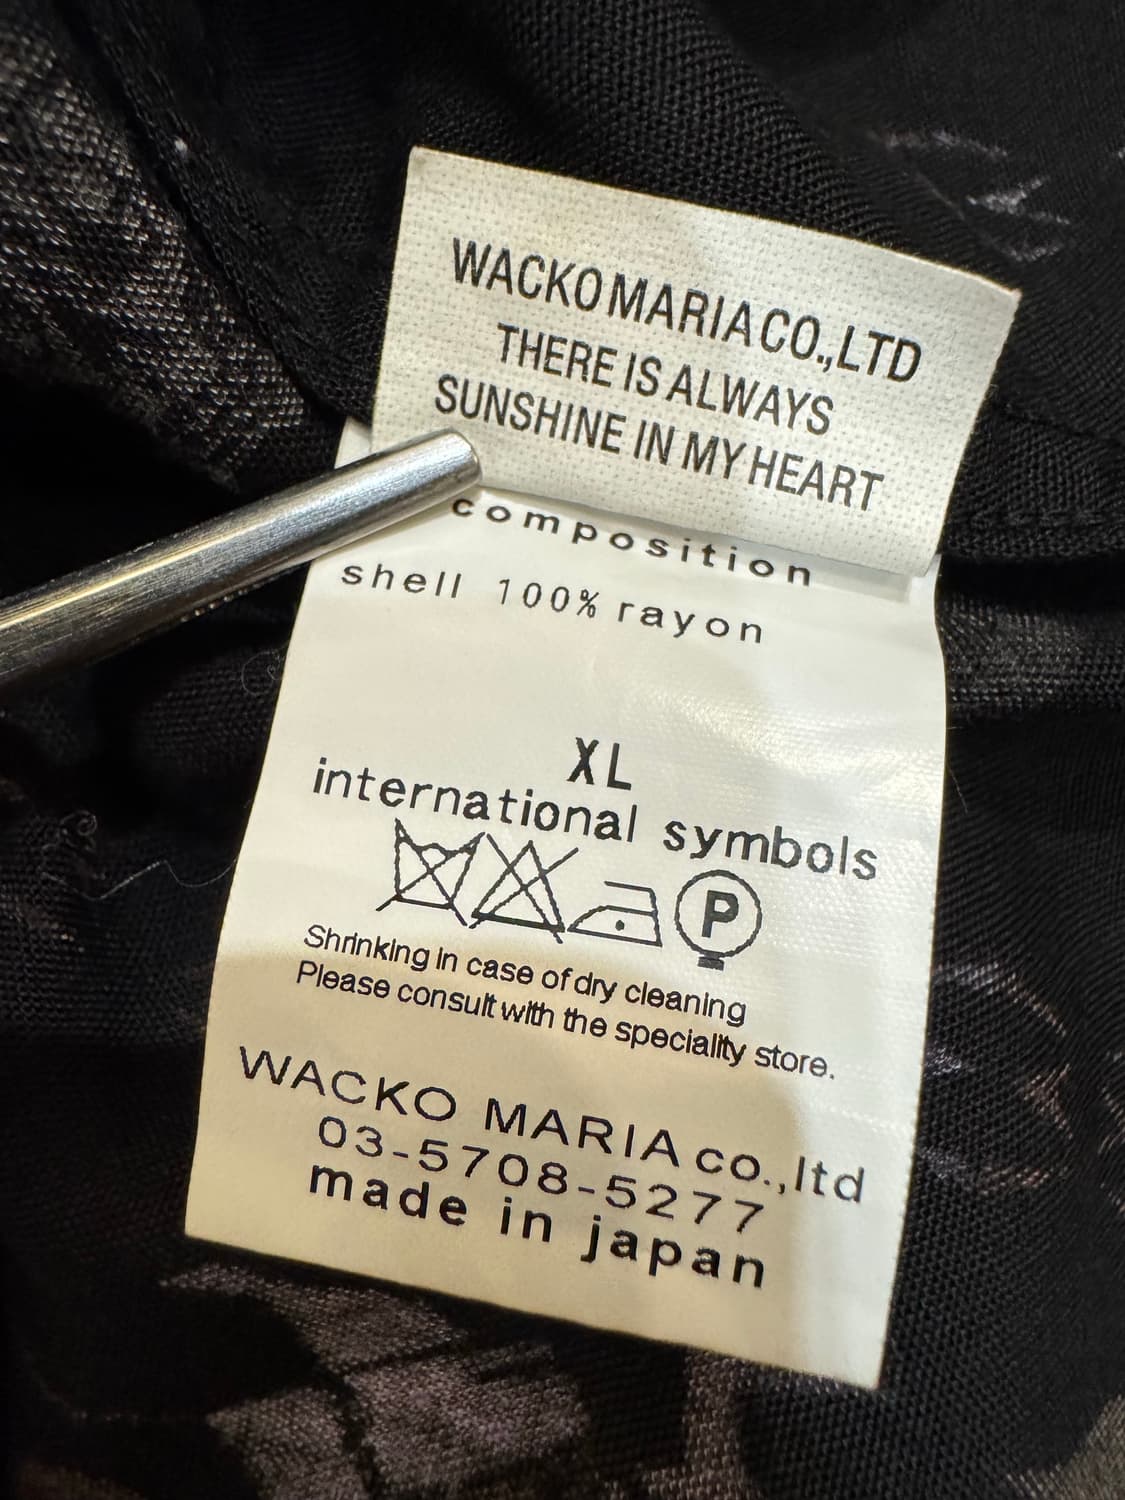 WACKOMARIA CO.,LTD
THERE IS ALWAYS
SUNSHINE IN MY HEART
composition
shell 100% rayon
XL
international symbols
P
Shrinking in case of dry cleaning
Please consult with the speciality store.
WACKO MARIA co.,ltd
03-5708-5277
made in japan